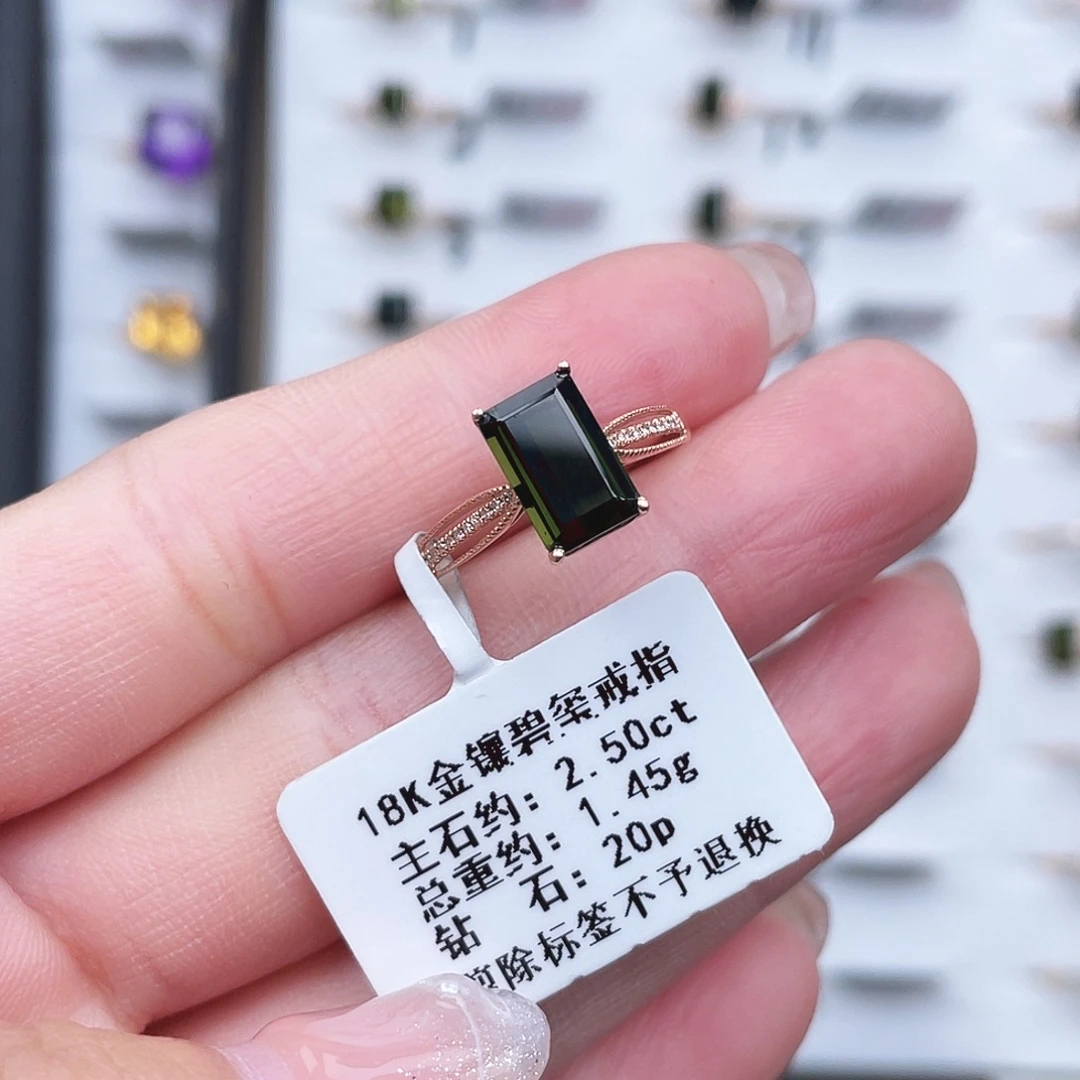 18K金镶碧玺戒指
主石约: 2.50ct
总重约: 1.45g
钻 石: 20p
剪除标签不予退换